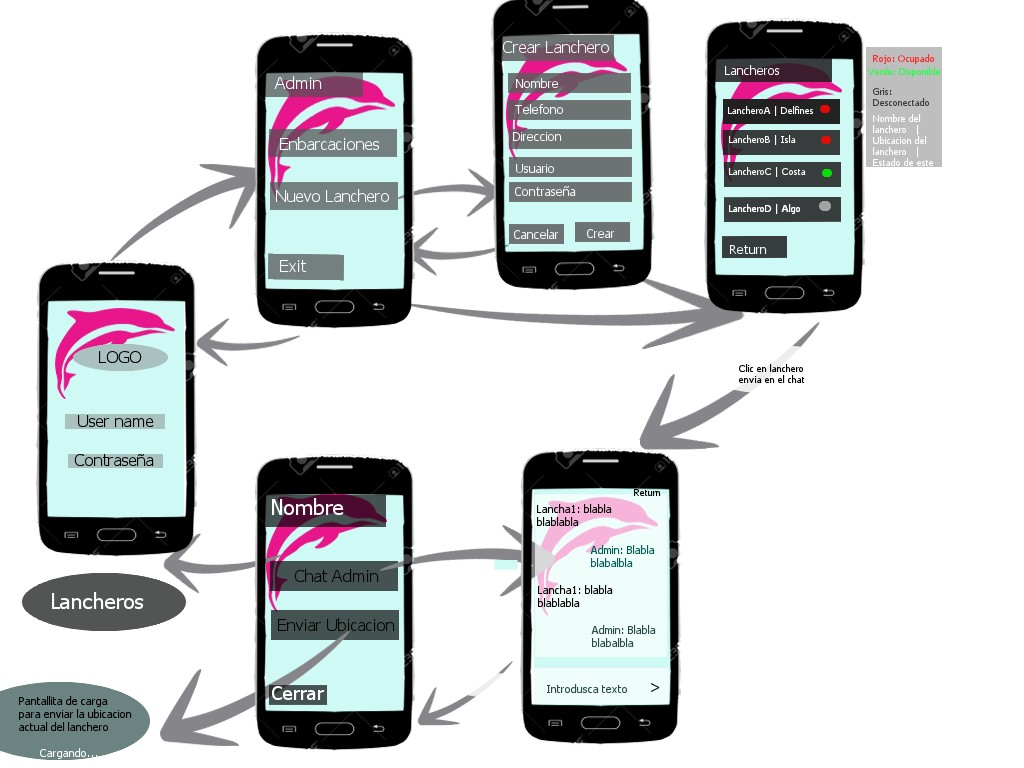 Admin
Enbarcaciones
Nuevo Lanchero
Exit
Crear Lanchero
Nombre
Telefono
Direccion
Usuario
Contraseña
Cancelar
Crear
Lancheros
LancheroA | Delfines
LancheroB | Isla
LancheroC | Costa
LancheroD | Algo
Return
Rojo: Ocupado
Verde: Disponible
Gris:
Desconectado
Nombre del
lanchero |
Ubicacion del
lanchero |
Estado de este
LOGO
User name
Contraseña
Clic en lanchero
envia en el chat
Nombre
Chat Admin
Enviar Ubicacion
Cerrar
Return
Lancha1: blabla
blablabla
Admin: Blabla
blabalbla
Lancha1: blabla
blablabla
Admin: Blabla
blabalbla
Introdusca texto >
Lancheros
Pantallita de carga
para enviar la ubicacion
actual del lanchero
Cargando...